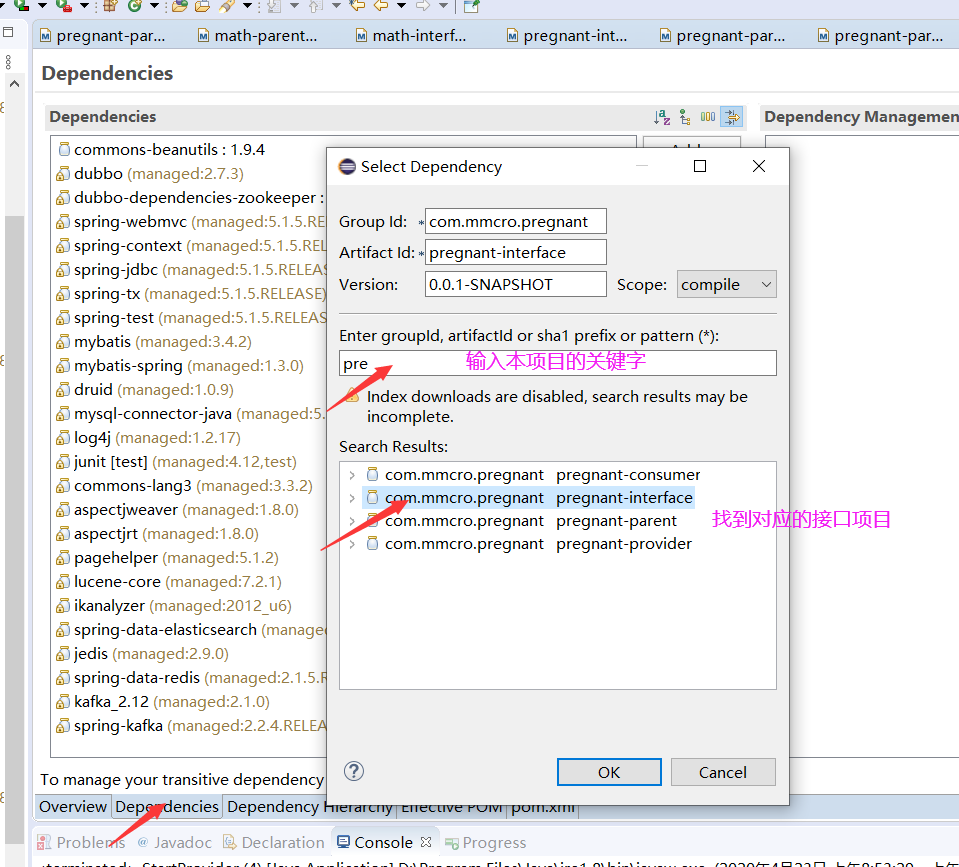 pregnant-par...
math-parent...
math-interf...
pregnant-int...
pregnant-par...
pregnant-par...
Dependencies
Dependencies
Dependency Managemen
commons-beanutils : 1.9.4
dubbo (managed:2.7.3)
dubbo-dependencies-zookeeper :
spring-webmvc (managed:5.1.5.RE
spring-context (managed:5.1.5.REL
spring-jdbc (managed:5.1.5.RELEAS
spring-tx (managed:5.1.5.RELEASE)
spring-test (managed:5.1.5.RELEAS
mybatis (managed:3.4.2)
mybatis-spring (managed:1.3.0)
druid (managed:1.0.9)
mysql-connector-java (managed:5.
log4j (managed:1.2.17)
junit [test] (managed:4.12,test)
commons-lang3 (managed:3.3.2)
aspectjweaver (managed:1.8.0)
aspectjrt (managed:1.8.0)
pagehelper (managed:5.1.2)
lucene-core (managed:7.2.1)
ikanalyzer (managed:2012_u6)
spring-data-elasticsearch (manage
jedis (managed:2.9.0)
spring-data-redis (managed:2.1.5.R
kafka_2.12 (managed:2.1.0)
spring-kafka (managed:2.2.4.RELEA
Select Dependency
Group Id: * com.mmcro.pregnant
Artifact Id: * pregnant-interface
Version: 0.0.1-SNAPSHOT Scope: compile
Enter groupId, artifactId or sha1 prefix or pattern (*):
pre
输入本项目的关键字
Index downloads are disabled, search results may be
incomplete.
Search Results:
com.mmcro.pregnant pregnant-consumer
com.mmcro.pregnant pregnant-interface
com.mmcro.pregnant pregnant-parent
com.mmcro.pregnant pregnant-provider
找到对应的接口项目
OK
Cancel
To manage your transitive dependency
Overview
Dependencies
Dependency Hierarchy
Effective POM
pom.xml
Problems
@ Javadoc
Declaration
Console
Progress